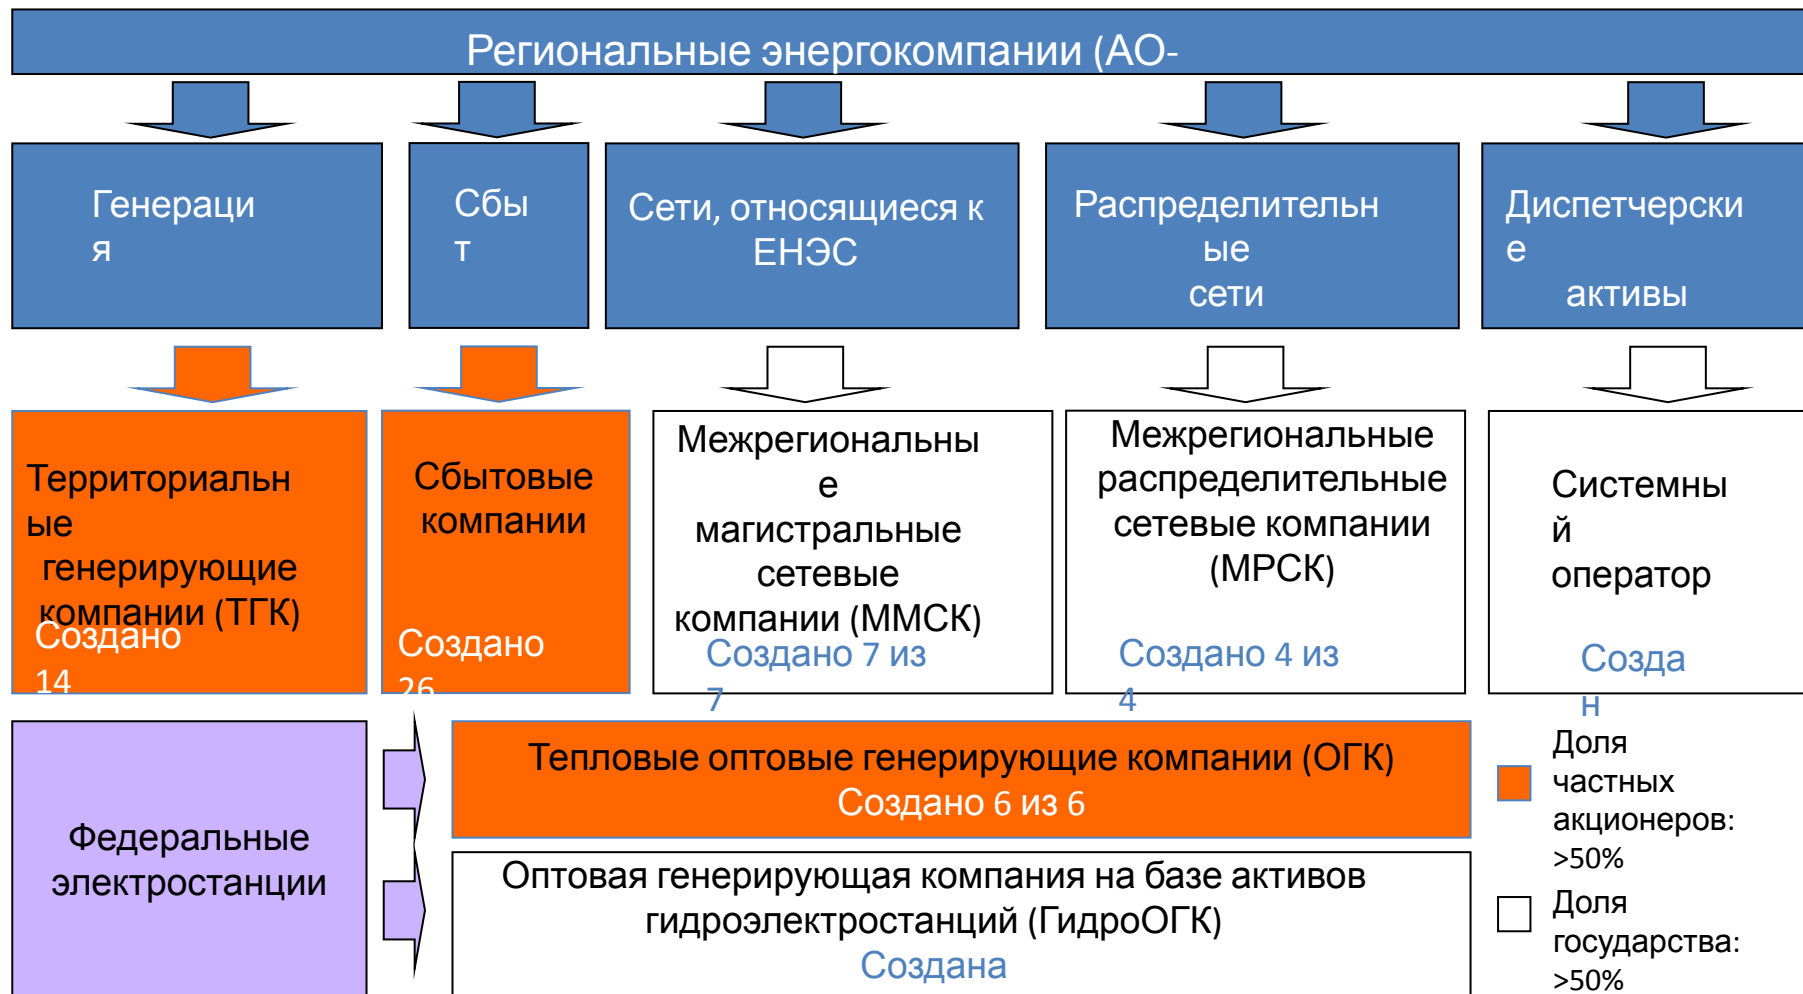 Региональные энергокомпании (АО-
Генераци
я
Сбы
т
Сети, относящиеся к
ЕНЭС
Распределительн
ые
сети
Диспетчерски
е
активы
Территориальн
ые
генерирующие
компании (ТГК)
Создано
14
Сбытовые
компании
Создано
26
Межрегиональны
е
магистральные
сетевые
компании (ММСК)
Создано 7 из
7
Межрегиональные
распределительные
сетевые компании
(МРСК)
Создано 4 из
4
Системны
й
оператор
Созда
н
Федеральные
электростанции
Тепловые оптовые генерирующие компании (ОГК)
Создано 6 из 6
Оптовая генерирующая компания на базе активов
гидроэлектростанций (ГидроОГК)
Создана
Доля
частных
акционеров:
>50%
Доля
государства:
>50%